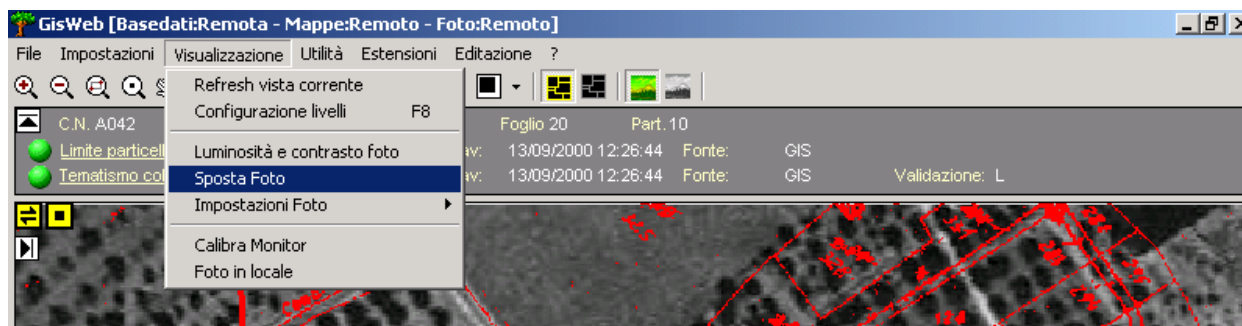 GisWeb [Basedati:Remota - Mappe:Remoto - Foto:Remoto]
File Impostazioni Visualizzazione Utilità Estensioni Editazione ?
Refresh vista corrente
Configurazione livelli F8
Luminosità e contrasto foto
Sposta Foto
Impostazioni Foto
Calibra Monitor
Foto in locale
C.N. A042 Foglio 20 Part.10
Limite 13/09/2000 12:26:44 Fonte: GIS
Tematismo 13/09/2000 12:26:44 Fonte: GIS Validazione: L